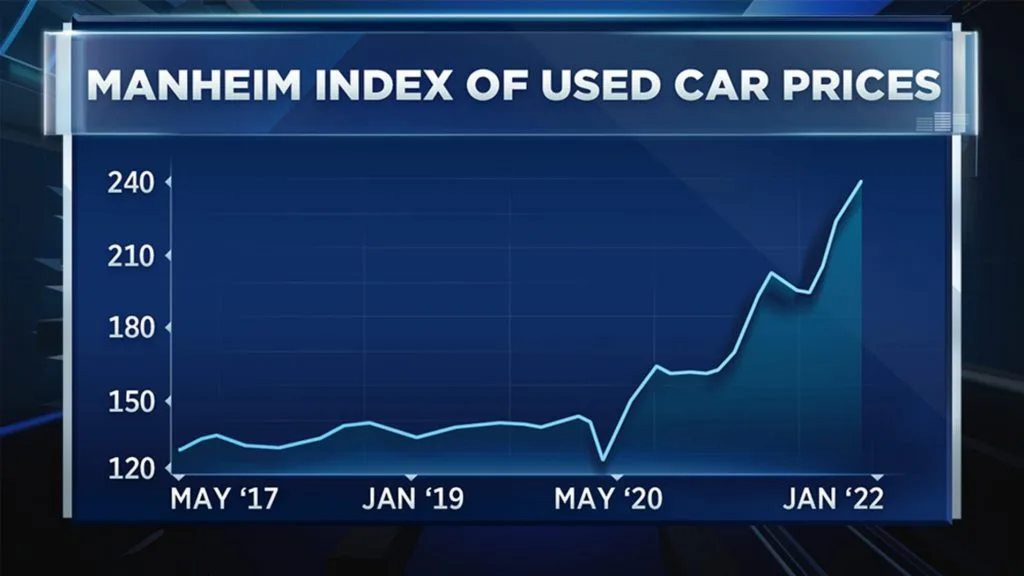 MANHEIM INDEX OF USED CAR PRICES
240
210
180
150
120
MAY ‘17 JAN ‘19 MAY ‘20 JAN ‘22